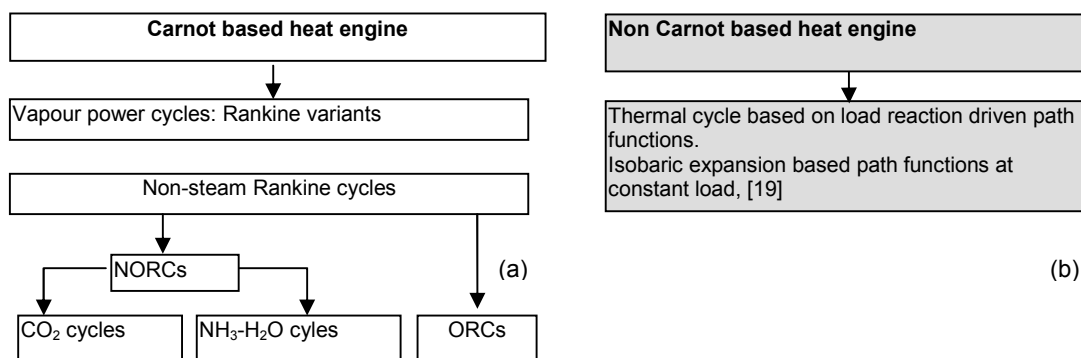 Carnot based heat engine
Vapour power cycles: Rankine variants
Non-steam Rankine cycles
NORCs
(a)
CO₂ cycles
NH₃-H₂O cyles
ORCs
Non Carnot based heat engine
Thermal cycle based on load reaction driven path
functions.
Isobaric expansion based path functions at
constant load, [19]
(b)